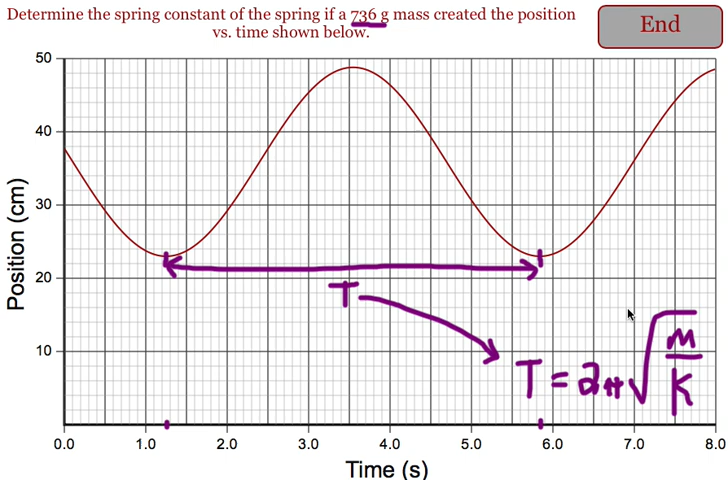 Determine the spring constant of the spring if a 736 g mass created the position
vs. time shown below.
End
50
40
30
20
10
Position (cm)
T
T = 2π√m/K
0.0 1.0 2.0 3.0 4.0 5.0 6.0 7.0 8.0
Time (s)